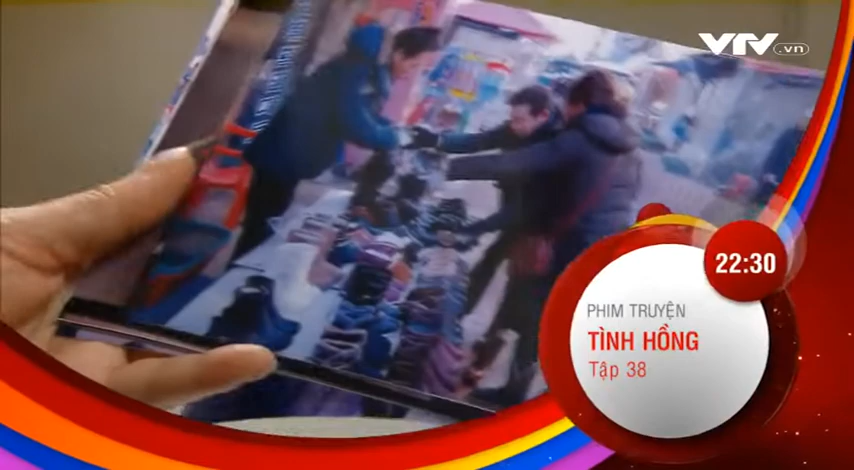 VTV.vn
22:30
PHIM TRUYỆN
TÌNH HỒNG
Tập 38